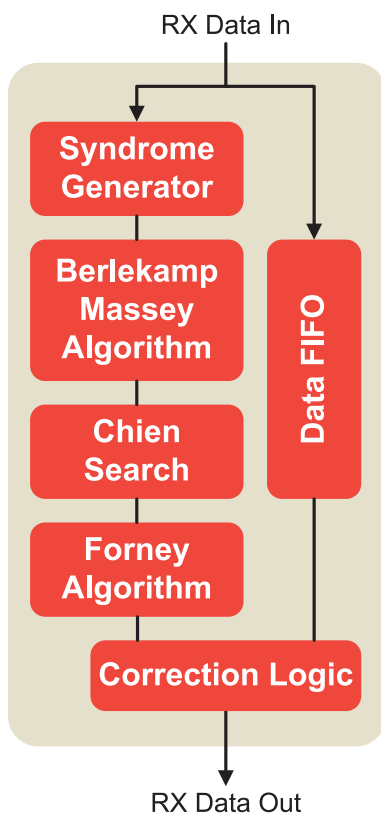 RX Data In
Syndrome
Generator
Berlekamp
Massey
Algorithm
Data FIFO
Chien
Search
Forney
Algorithm
Correction Logic
RX Data Out